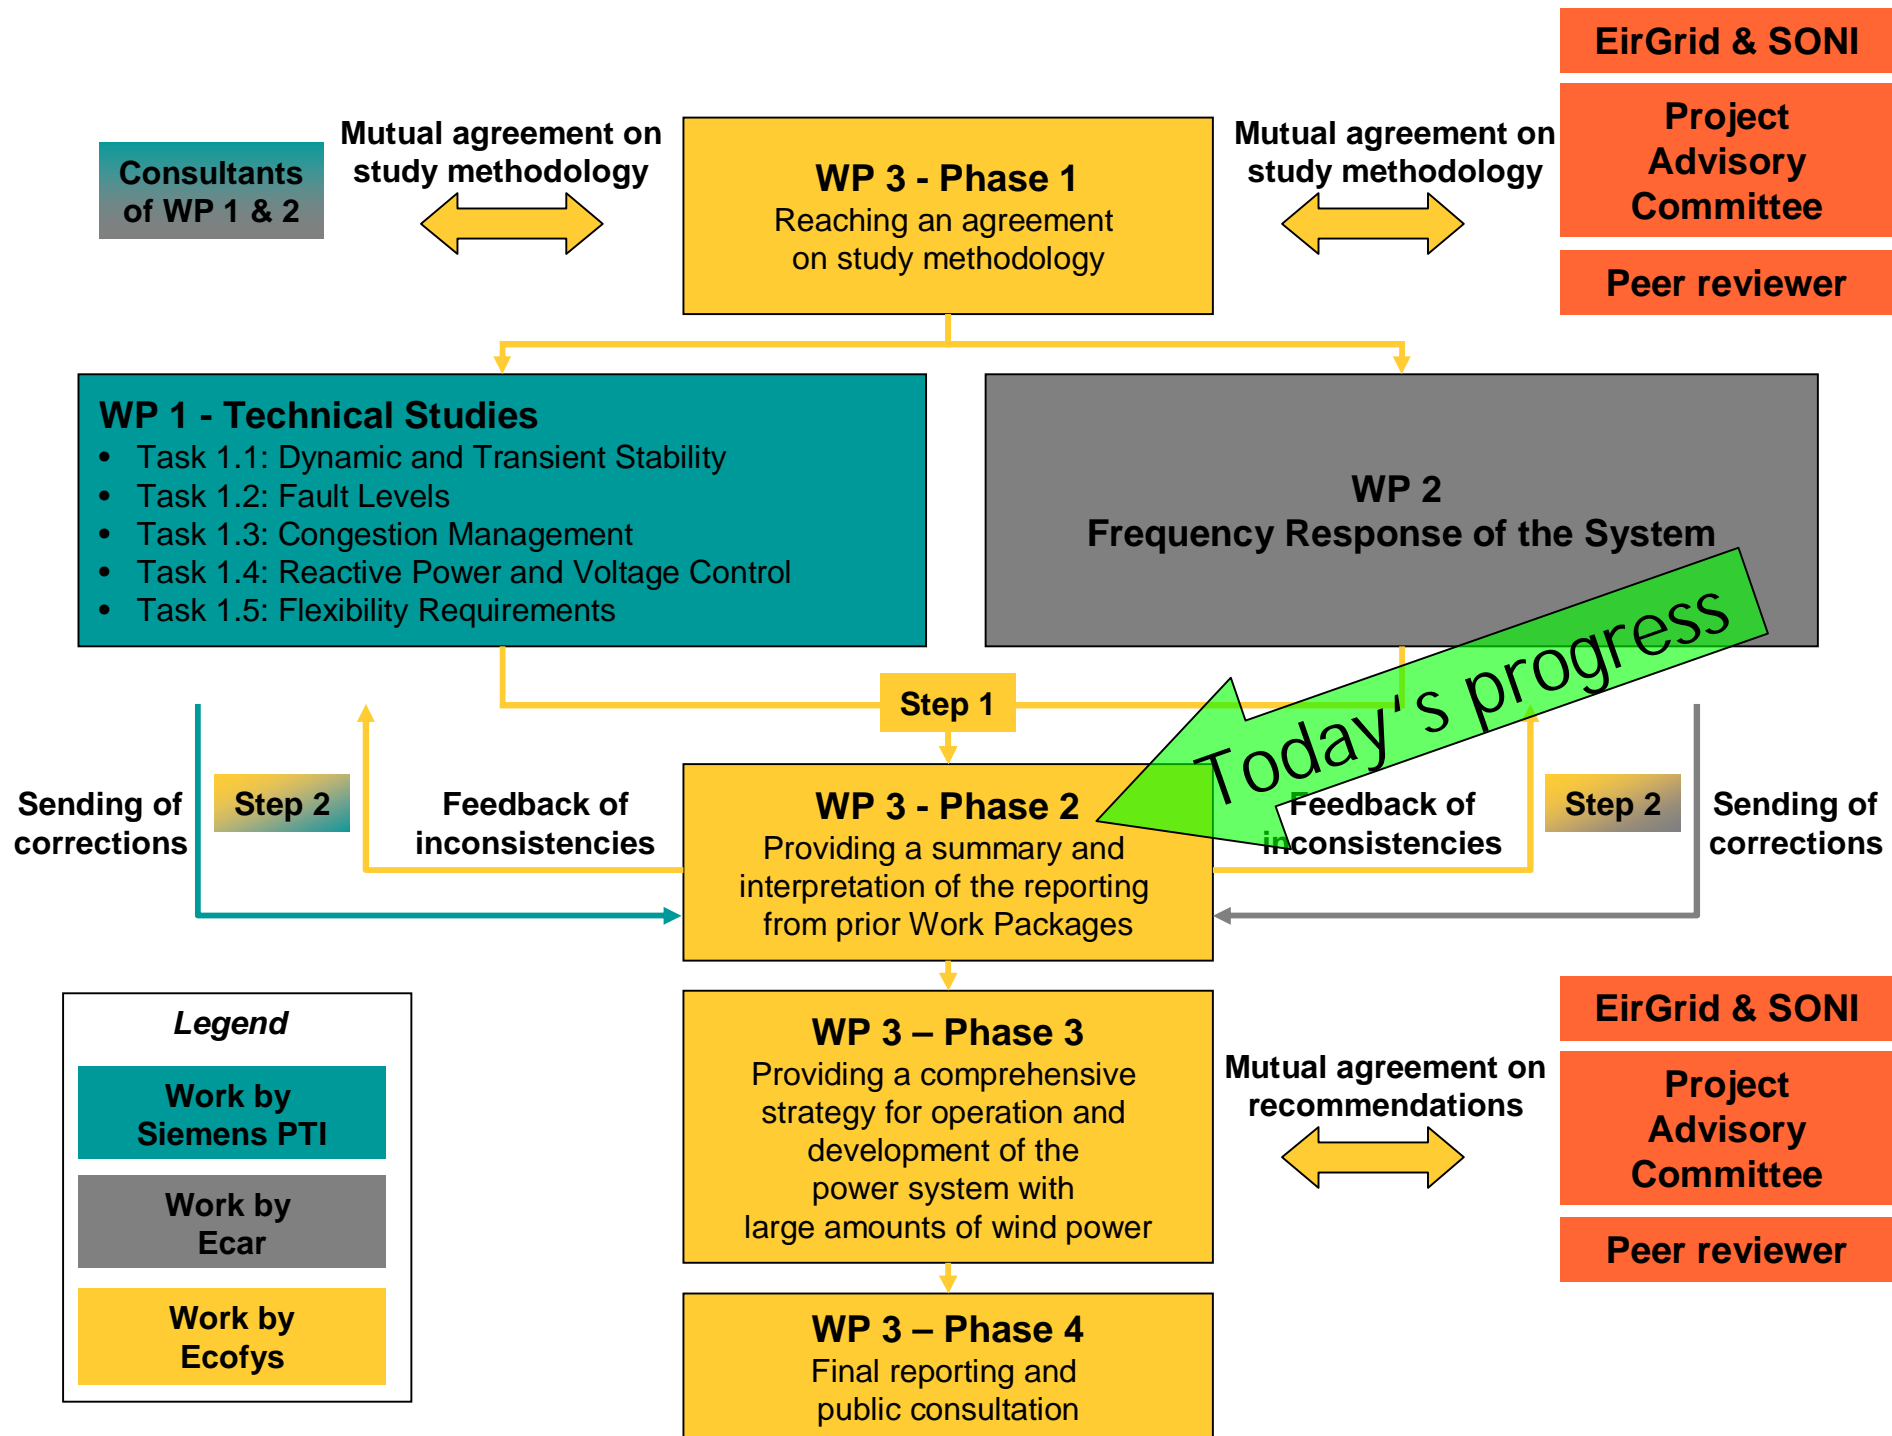 EirGrid & SONI
Project
Advisory
Committee
Peer reviewer
Consultants
of WP 1 & 2
Mutual agreement on
study methodology
WP 3 - Phase 1
Reaching an agreement
on study methodology
Mutual agreement on
study methodology
WP 1 - Technical Studies
• Task 1.1: Dynamic and Transient Stability
• Task 1.2: Fault Levels
• Task 1.3: Congestion Management
• Task 1.4: Reactive Power and Voltage Control
• Task 1.5: Flexibility Requirements
WP 2
Frequency Response of the System
Today's progress
Step 1
Sending of
corrections
Step 2
Feedback of
inconsistencies
WP 3 - Phase 2
Providing a summary and
interpretation of the reporting
from prior Work Packages
Feedback of
inconsistencies
Step 2
Sending of
corrections
Legend
Work by
Siemens PTI
Work by
Ecar
Work by
Ecofys
WP 3 – Phase 3
Providing a comprehensive
strategy for operation and
development of the
power system with
large amounts of wind power
Mutual agreement on
recommendations
EirGrid & SONI
Project
Advisory
Committee
Peer reviewer
WP 3 – Phase 4
Final reporting and
public consultation